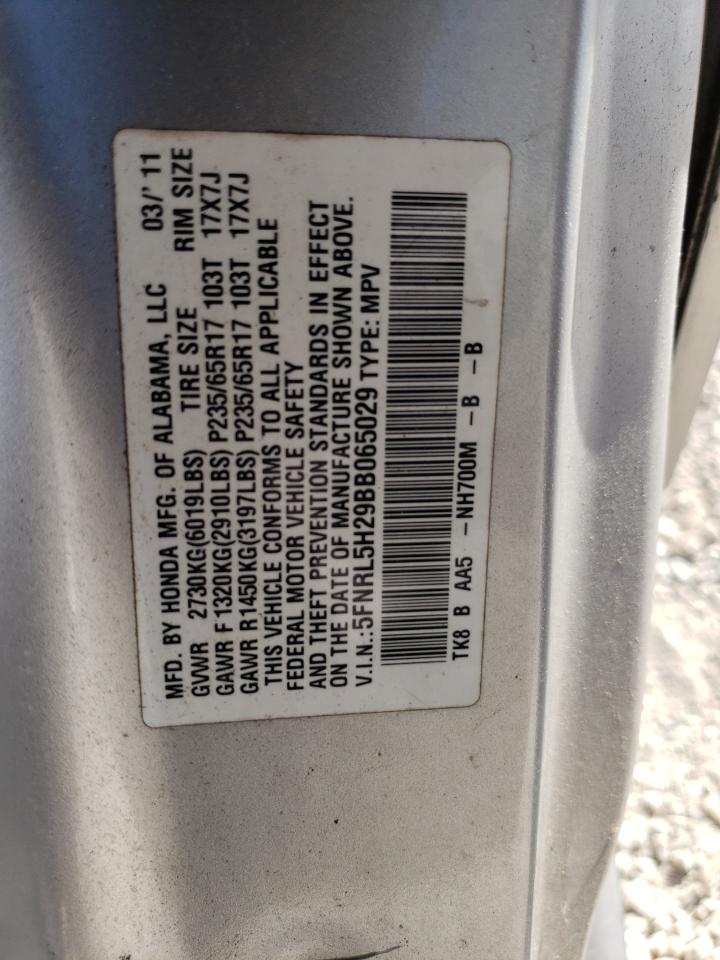 MFD. BY HONDA MFG. OF ALABAMA, LLC 03/' 11
GVWR 2730KG(6019LBS) TIRE SIZE RIM SIZE
GAWR F1320KG(2910LBS) P235/65R17 103T 17X7J
GAWR R1450KG(3197LBS) P235/65R17 103T 17X7J
THIS VEHICLE CONFORMS TO ALL APPLICABLE
FEDERAL MOTOR VEHICLE SAFETY
AND THEFT PREVENTION STANDARDS IN EFFECT
ON THE DATE OF MANUFACTURE SHOWN ABOVE.
V.I.N.:5FNRL5H29BB065029 TYPE: MPV
TK8 B AA5 -NH700M -B -B